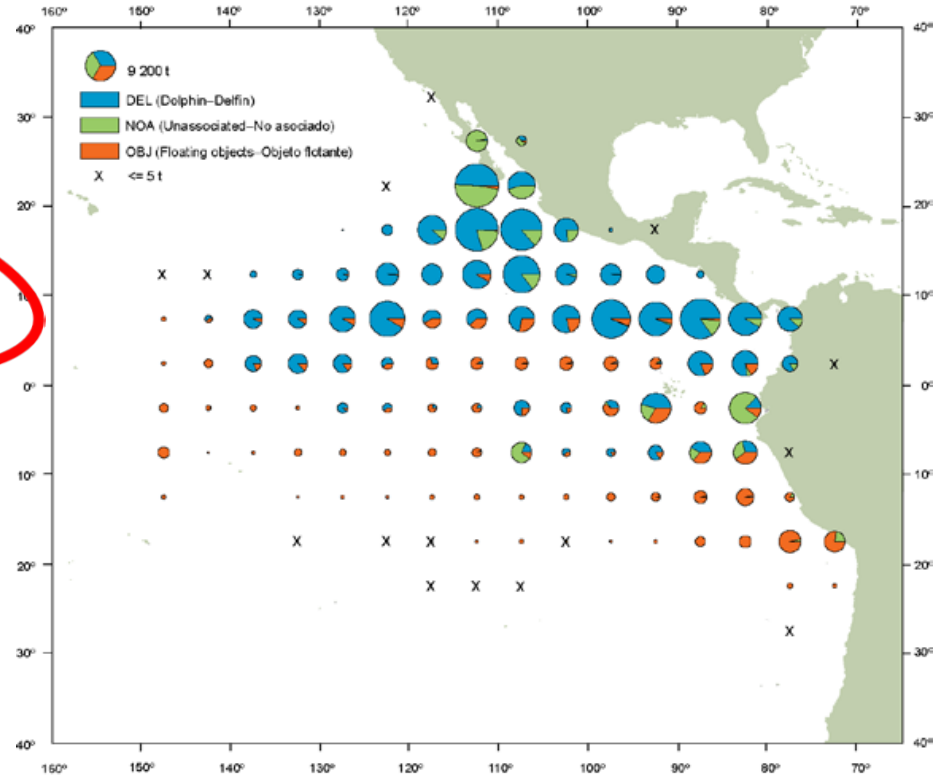 160° 150° 140° 130° 120° 110° 100° 90° 80° 70°
40° 40°
9 200 t
DEL (Dolphin–Delfín)
NOA (Unassociated–No asociado)
OBJ (Floating objects–Objeto flotante)
X <= 5 t
X
30° 30°
X
20° 20°
X
X X
10° 10°
X
0° 0°
X
10° 10°
X X X X
20° 20°
X X X
X
30° 30°
40° 40°
160° 150° 140° 130° 120° 110° 100° 90° 80° 70°